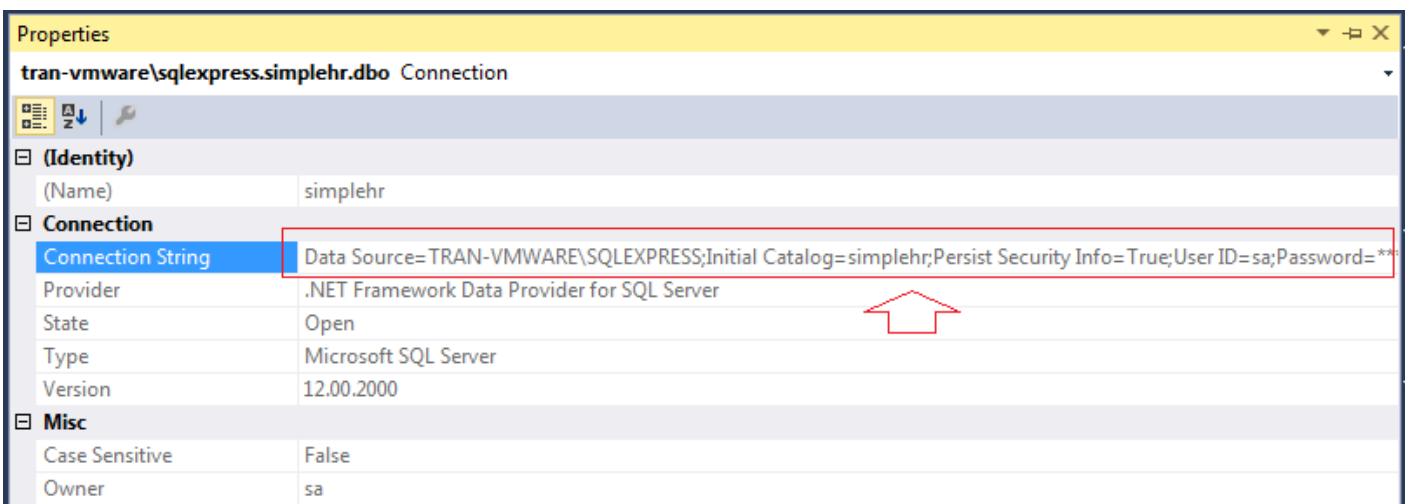 Properties
tran-vmware\sqlexpress.simplehr.dbo Connection
(Identity)
(Name) simplehr
Connection
Connection String Data Source=TRAN-VMWARE\SQLEXPRESS;Initial Catalog=simplehr;Persist Security Info=True;User ID=sa;Password=**
Provider .NET Framework Data Provider for SQL Server
State Open
Type Microsoft SQL Server
Version 12.00.2000
Misc
Case Sensitive False
Owner sa